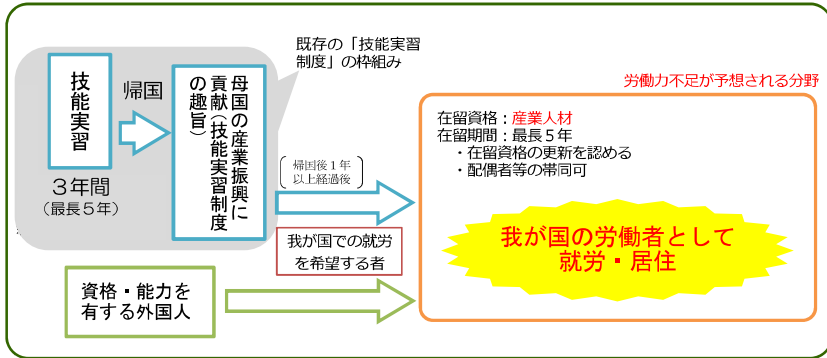 既存の「技能実習
制度」の枠組み
技能実習
帰国
母国の産業振興に
貢献(技能実習制度
の趣旨)
3年間
(最長5年)
帰国後1年
以上経過後
我が国での就労
を希望する者
資格・能力を
有する外国人
労働力不足が予想される分野
在留資格:産業人材
在留期間:最長5年
・在留資格の更新を認める
・配偶者等の帯同可
我が国の労働者として
就労・居住